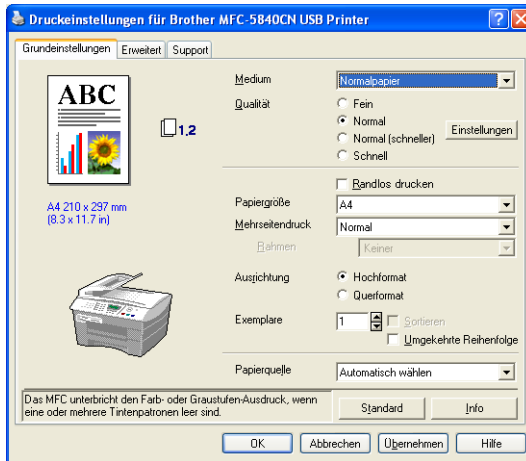 Druckeinstellungen für Brother MFC-5840CN USB Printer
Grundeinstellungen Erweitert Support
ABC
1.2
A4 210 x 297 mm
(8.3 x 11.7 in)
Medium Normalpapier
Qualität Fein
Normal
Normal (schneller)
Schnell
Einstellungen
Randlos drucken
Papiergröße A4
Mehrseitendruck Normal
Rahmen Keiner
Ausrichtung Hochformat
Querformat
Exemplare 1 Sortieren
Umgekehrte Reihenfolge
Papierquelle Automatisch wählen
Das MFC unterbricht den Farb- oder Graustufen-Ausdruck, wenn
eine oder mehrere Tintenpatronen leer sind.
Standard Info
OK Abbrechen Übernehmen Hilfe